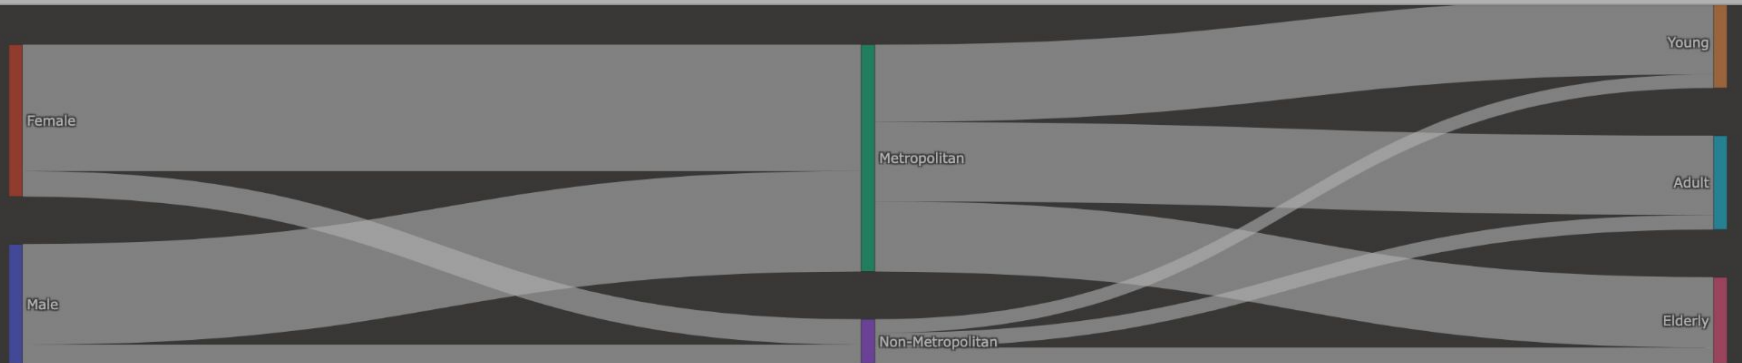 Young
Female
Metropolitan
Adult
Male
Elderly
Non-Metropolitan